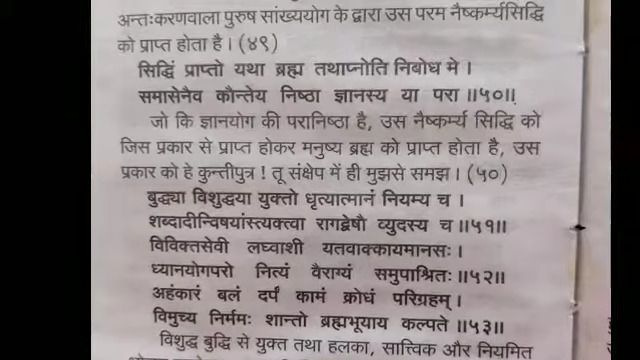 अन्तःकरणवाला पुरुष सांख्ययोग के द्वारा उस परम नैष्कर्म्यसिद्धि
को प्राप्त होता है। (४९)
सिद्धिं प्राप्तो यथा ब्रह्म तथाप्नोति निबोध मे।
समासेनैव कौन्तेय निष्ठा ज्ञानस्य या परा॥५०॥
जो कि ज्ञानयोग की परानिष्ठा है, उस नैष्कर्म्य सिद्धि को
जिस प्रकार से प्राप्त होकर मनुष्य ब्रह्म को प्राप्त होता है, उस
प्रकार को हे कुन्तीपुत्र! तू संक्षेप में ही मुझसे समझ। (५०)
बुद्ध्या विशुद्धया युक्तो धृत्यात्मानं नियम्य च।
शब्दादीन्विषयांस्त्यक्त्वा रागद्वेषौ व्युदस्य च॥५१॥
विविक्तसेवी लघ्वाशी यतवाक्कायमानसः।
ध्यानयोगपरो नित्यं वैराग्यं समुपाश्रितः॥५२॥
अहंकारं बलं दर्पं कामं क्रोधं परिग्रहम्।
विमुच्य निर्ममः शान्तो ब्रह्मभूयाय कल्पते॥५३॥
विशुद्ध बुद्धि से युक्त तथा हलका, सात्त्विक और नियमित